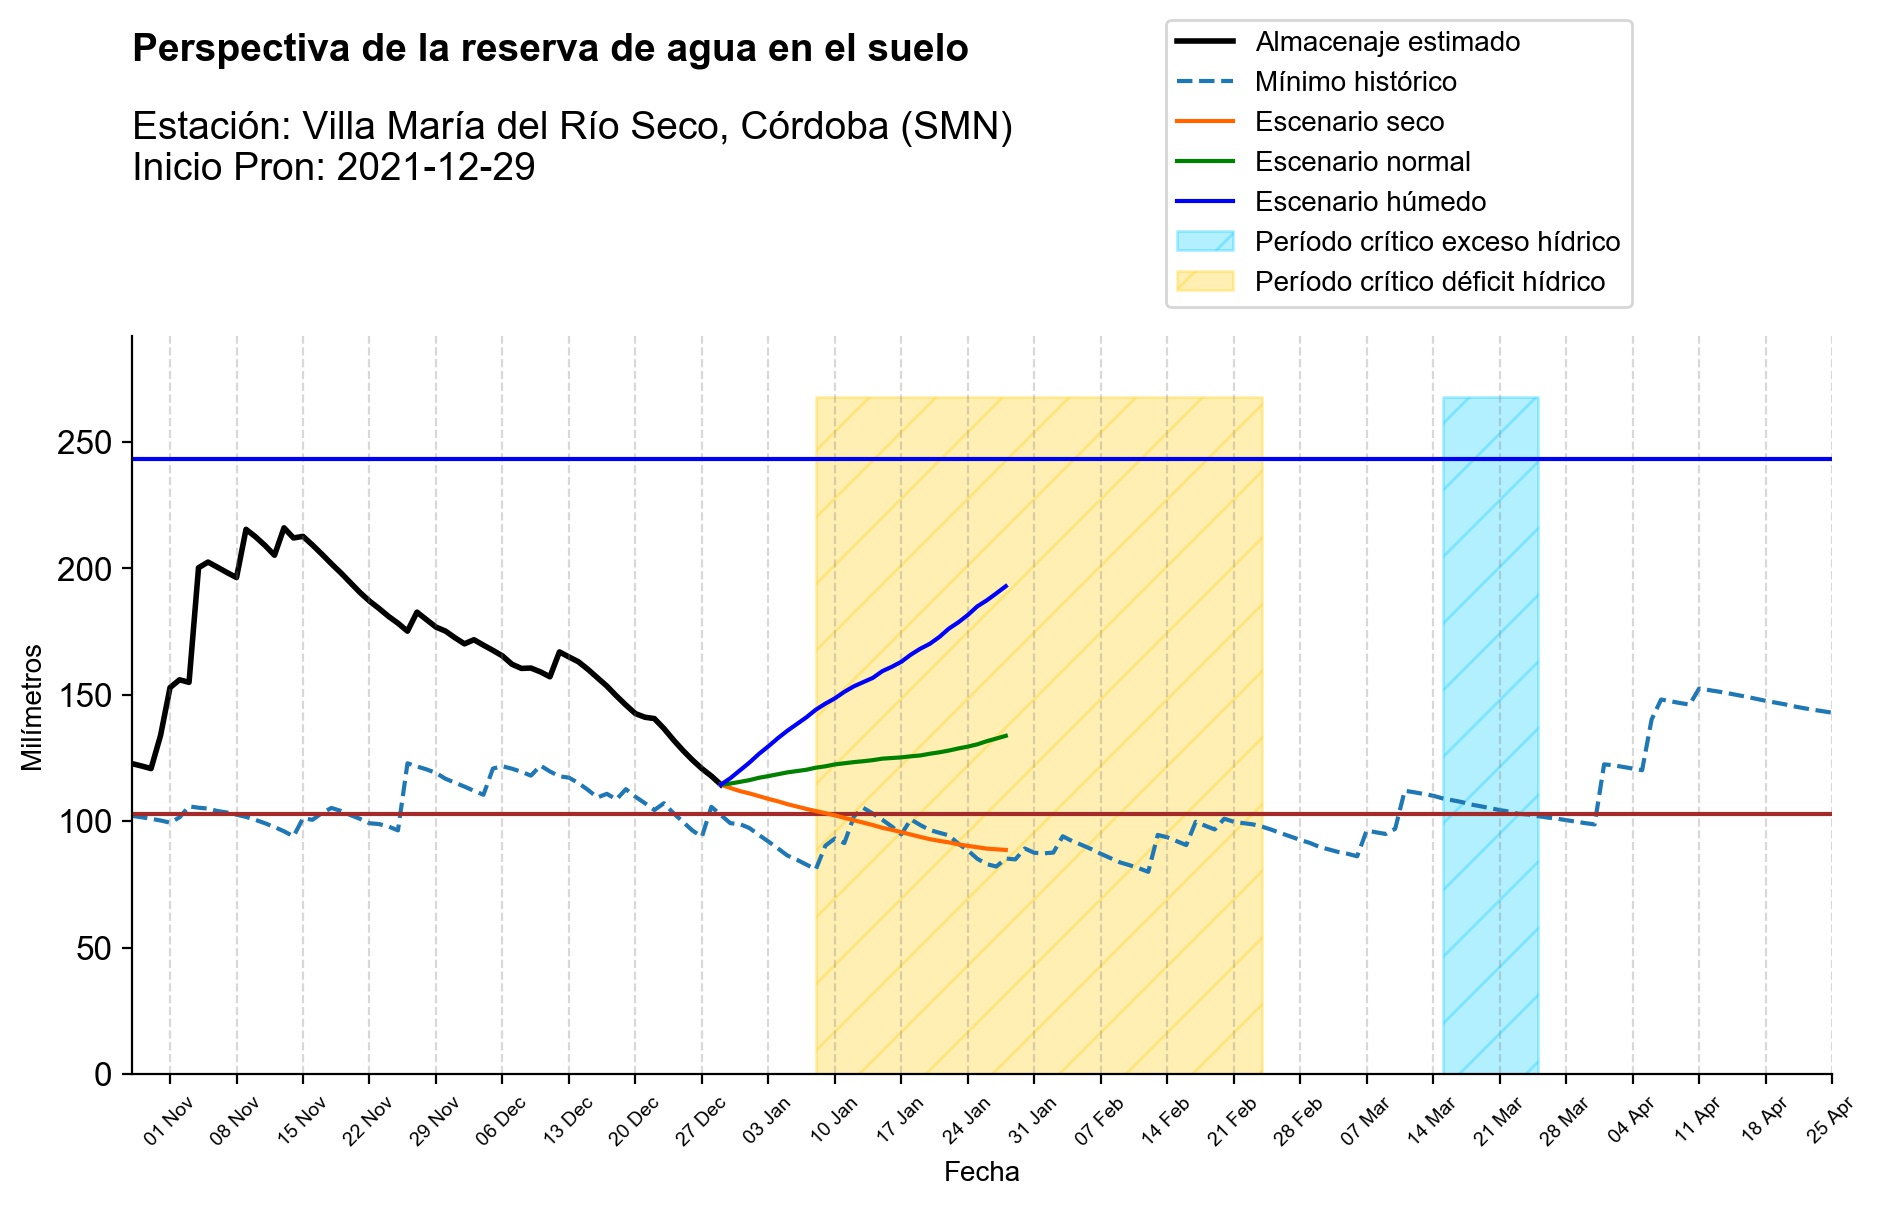 Perspectiva de la reserva de agua en el suelo
Estación: Villa María del Río Seco, Córdoba (SMN)
Inicio Pron: 2021-12-29
Almacenaje estimado
Mínimo histórico
Escenario seco
Escenario normal
Escenario húmedo
Período crítico exceso hídrico
Período crítico déficit hídrico
Milímetros
250
200
150
100
50
0
01 Nov
08 Nov
15 Nov
22 Nov
29 Nov
06 Dec
13 Dec
20 Dec
27 Dec
03 Jan
10 Jan
17 Jan
24 Jan
31 Jan
07 Feb
14 Feb
21 Feb
28 Feb
07 Mar
14 Mar
21 Mar
28 Mar
04 Apr
11 Apr
18 Apr
25 Apr
Fecha